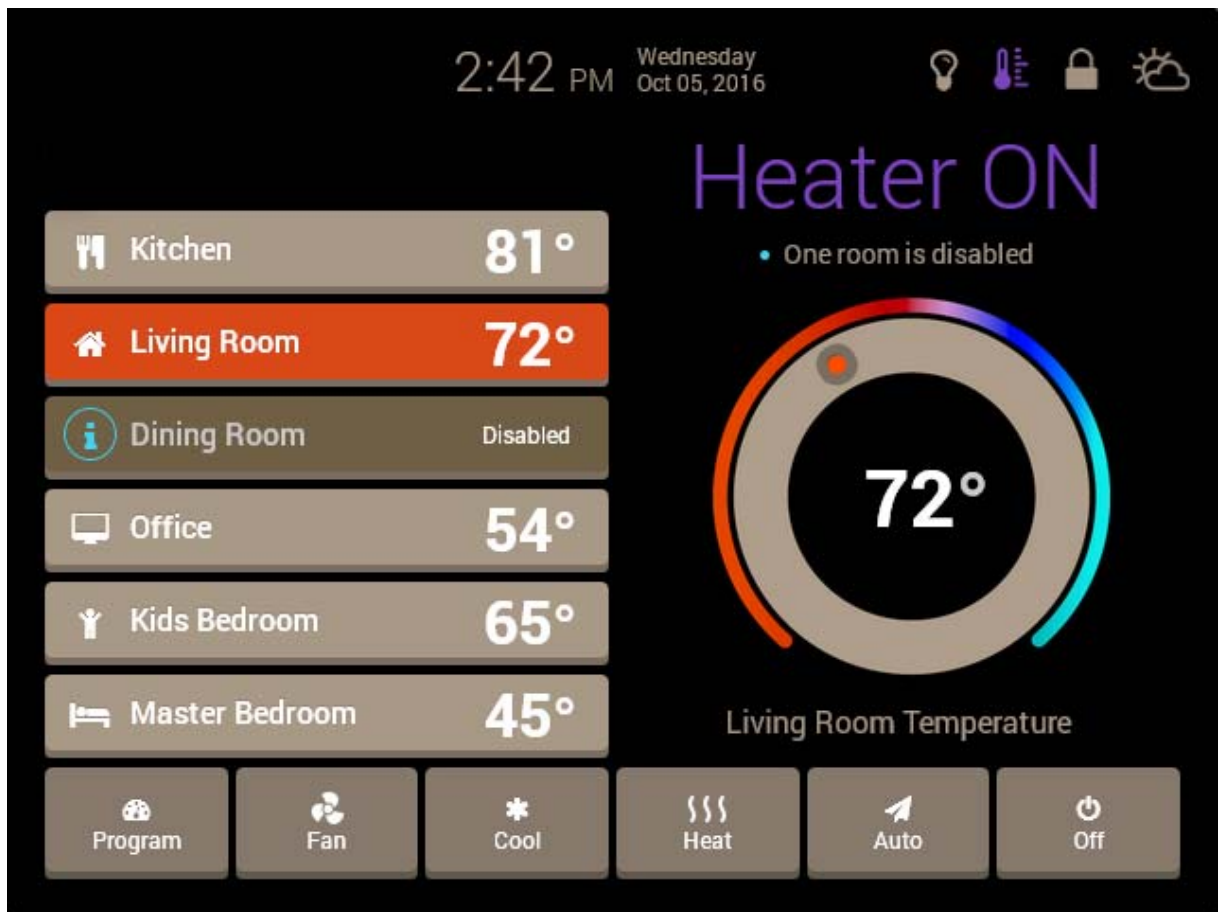 2:42 PM
Wednesday
Oct 05, 2016
Heater ON
One room is disabled
Kitchen 81°
Living Room 72°
Dining Room Disabled
Office 54°
Kids Bedroom 65°
Master Bedroom 45°
72°
Living Room Temperature
Program
Fan
Cool
Heat
Auto
Off